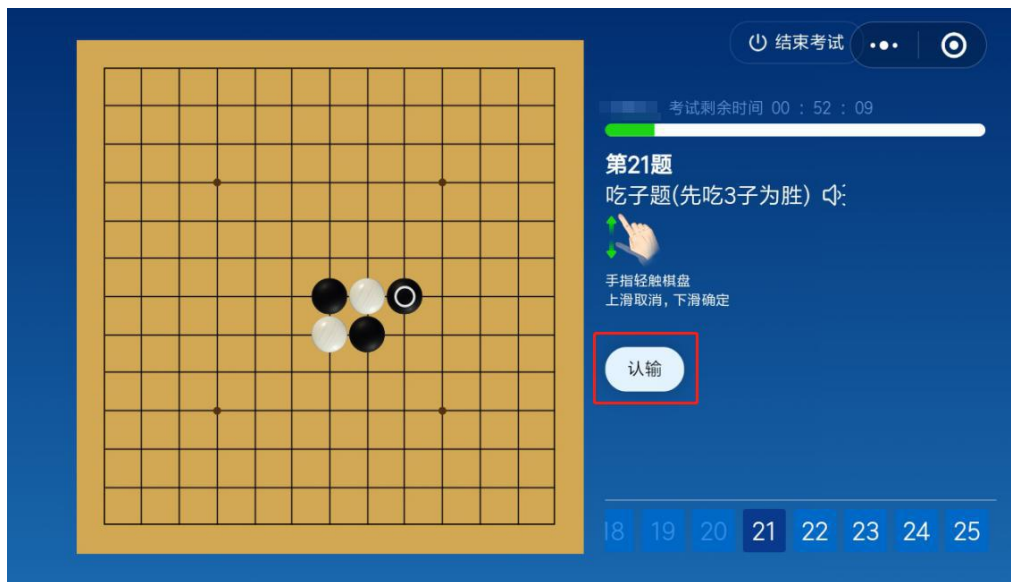 结束考试
考试剩余时间 00 : 52 : 09
第21题
吃子题(先吃3子为胜)
手指轻触棋盘
上滑取消，下滑确定
认输
18 19 20 21 22 23 24 25